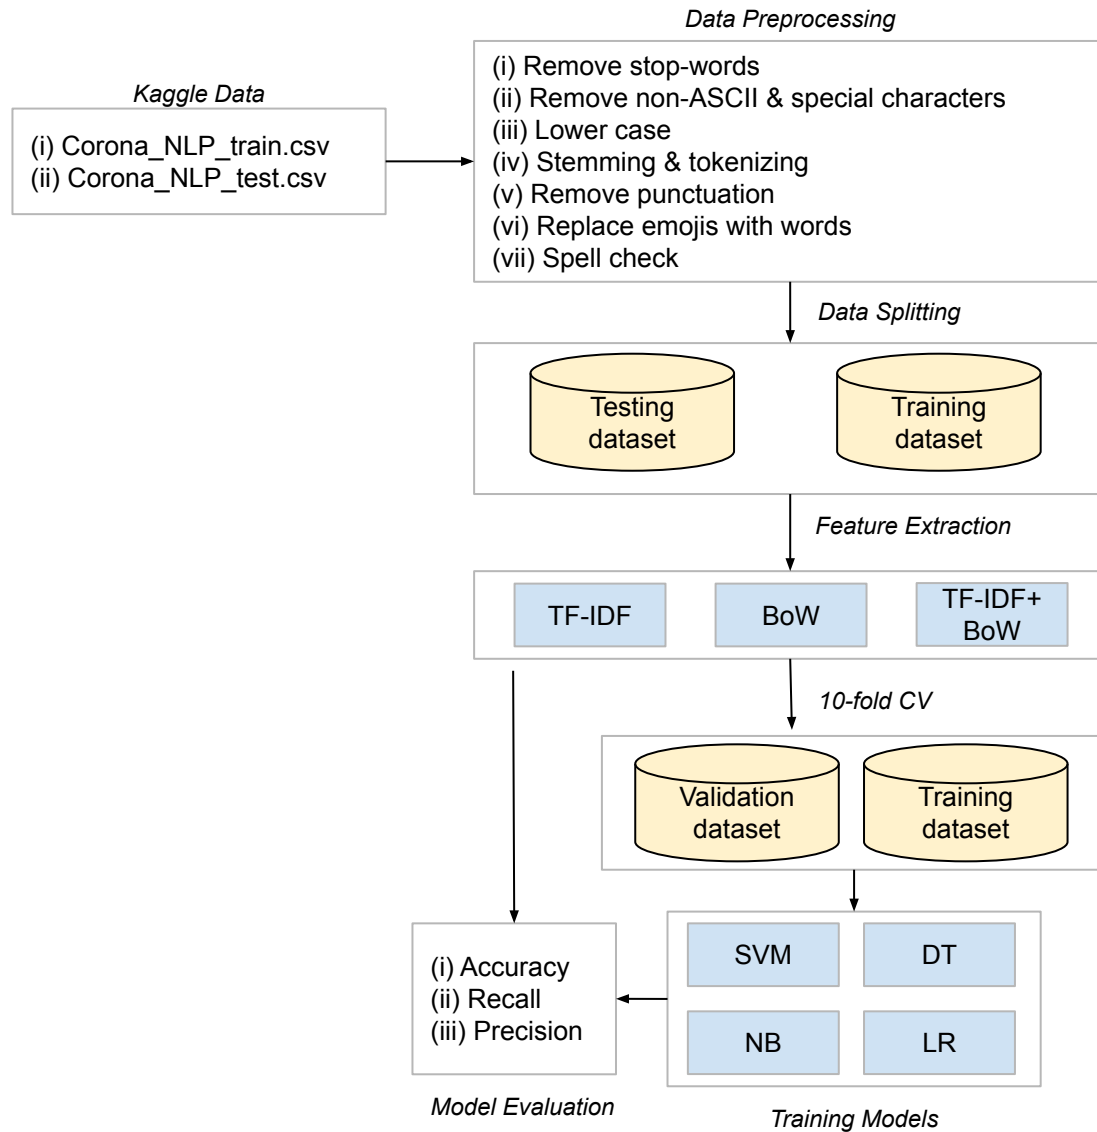 Data Preprocessing
Kaggle Data
(i) Corona_NLP_train.csv
(ii) Corona_NLP_test.csv
(i) Remove stop-words
(ii) Remove non-ASCII & special characters
(iii) Lower case
(iv) Stemming & tokenizing
(v) Remove punctuation
(vi) Replace emojis with words
(vii) Spell check
Data Splitting
Testing
dataset
Training
dataset
Feature Extraction
TF-IDF
BoW
TF-IDF+
BoW
10-fold CV
Validation
dataset
Training
dataset
SVM
DT
NB
LR
Training Models
(i) Accuracy
(ii) Recall
(iii) Precision
Model Evaluation